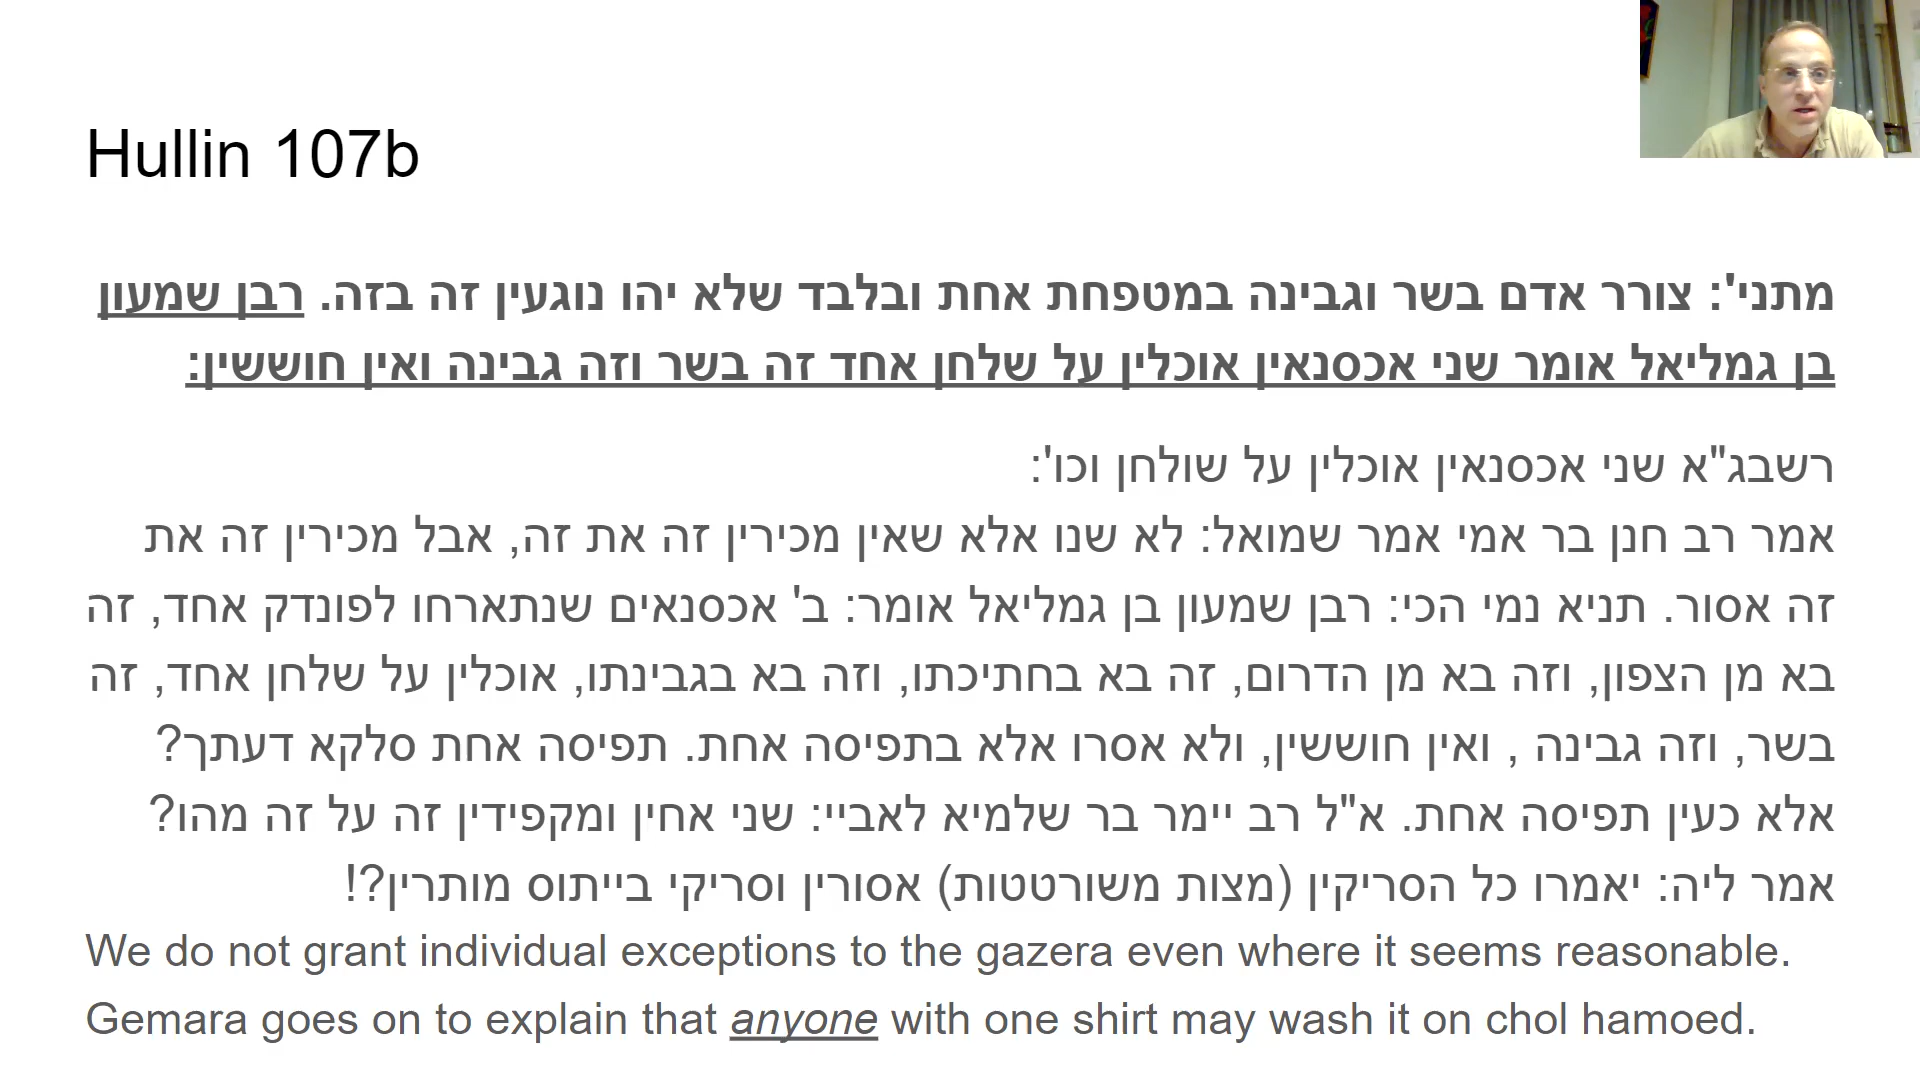 Hullin 107b
מתני': צורר אדם בשר וגבינה במטפחת אחת ובלבד שלא יהו נוגעין זה בזה. רבן שמעון
בן גמליאל אומר שני אכסנאין אוכלין על שלחן אחד זה בשר וזה גבינה ואין חוששין:
רשבג"א שני אכסנאין אוכלין על שולחן וכו':
אמר רב חנן בר אמי אמר שמואל: לא שנו אלא שאין מכירין זה את זה, אבל מכירין זה את
זה אסור. תניא נמי הכי: רבן שמעון בן גמליאל אומר: ב' אכסנאים שנתארחו לפונדק אחד, זה
בא מן הצפון, וזה בא מן הדרום, זה בא בחתיכתו, וזה בא בגבינתו, אוכלין על שלחן אחד, זה
בשר, וזה גבינה , ואין חוששין, ולא אסרו אלא בתפיסה אחת. תפיסה אחת סלקא דעתך?
אלא כעין תפיסה אחת. א"ל רב יימר בר שלמיא לאביי: שני אחין ומקפידין זה על זה מהו?
אמר ליה: יאמרו כל הסריקין (מצות משורטטות) אסורין וסריקי בייתוס מותרין?!
We do not grant individual exceptions to the gazera even where it seems reasonable.
Gemara goes on to explain that anyone with one shirt may wash it on chol hamoed.